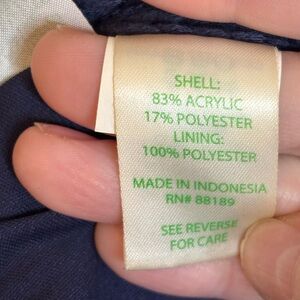 SHELL:
83% ACRYLIC
17% POLYESTER
LINING:
100% POLYESTER
MADE IN INDONESIA
RN# 88189
SEE REVERSE
FOR CARE